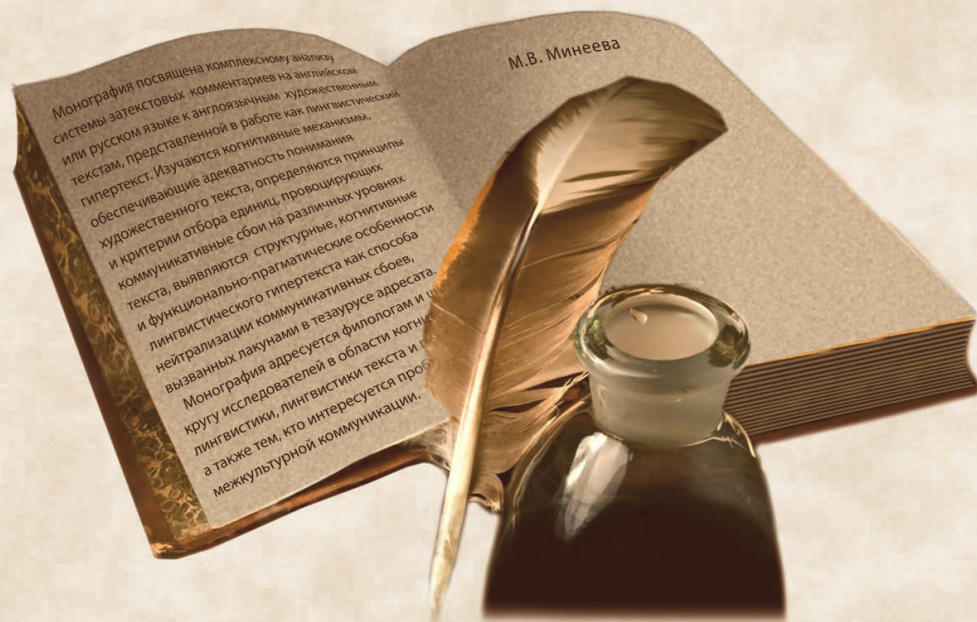 Монография посвящена комплексному анализу
системы затекстовых комментариев на английском
или русском языке к англоязычным художественным
текстам, представленной в работе как лингвистический
гипертекст. Изучаются когнитивные механизмы,
обеспечивающие адекватность понимания
художественного текста, определяются принципы
и критерии отбора единиц, провоцирующих
коммуникативные сбои на различных уровнях
текста, выявляются структурные, когнитивные
и функционально-прагматические особенности
лингвистического гипертекста как способа
нейтрализации коммуникативных сбоев,
вызванных лакунами в тезаурусе адресата.
Монография адресуется филологам и
кругу исследователей в области
лингвистики, лингвистики текста и
а также тем, кто интересуется
межкультурной коммуникации.
М.В. Минеева